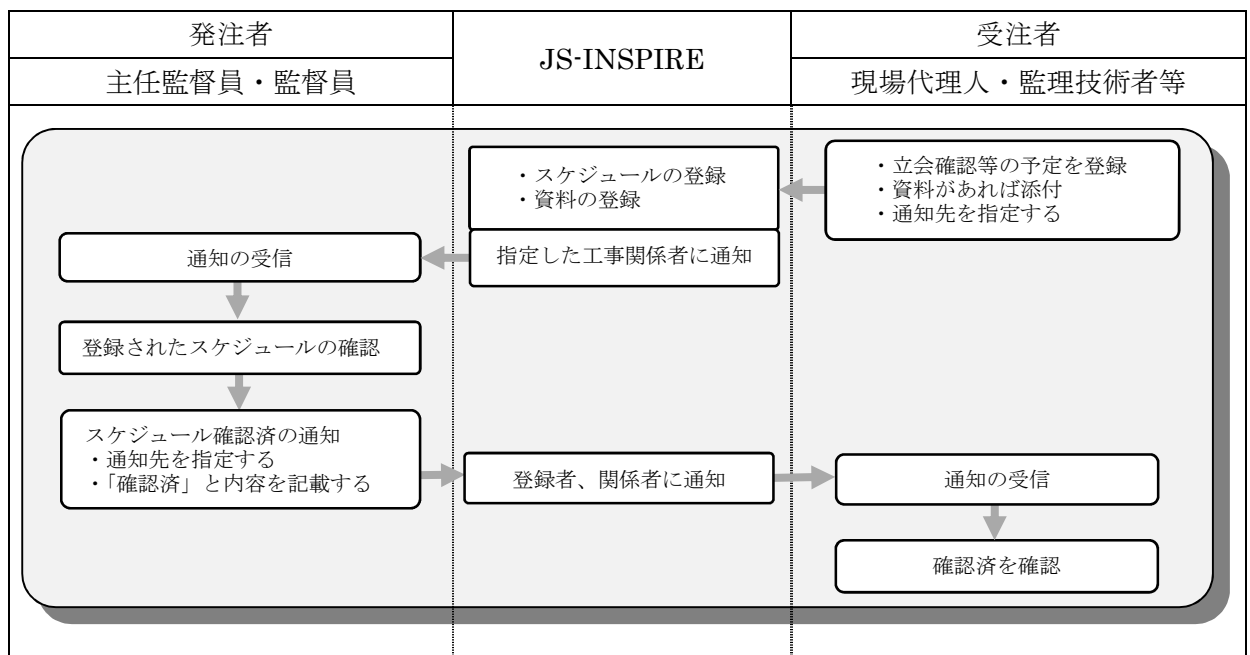 発注者
JS-INSPIRE
受注者
主任監督員・監督員
現場代理人・監理技術者等
・立会確認等の予定を登録
・資料があれば添付
・通知先を指定する
・スケジュールの登録
・資料の登録
指定した工事関係者に通知
通知の受信
登録されたスケジュールの確認
スケジュール確認済の通知
・通知先を指定する
・「確認済」と内容を記載する
登録者、関係者に通知
通知の受信
確認済を確認